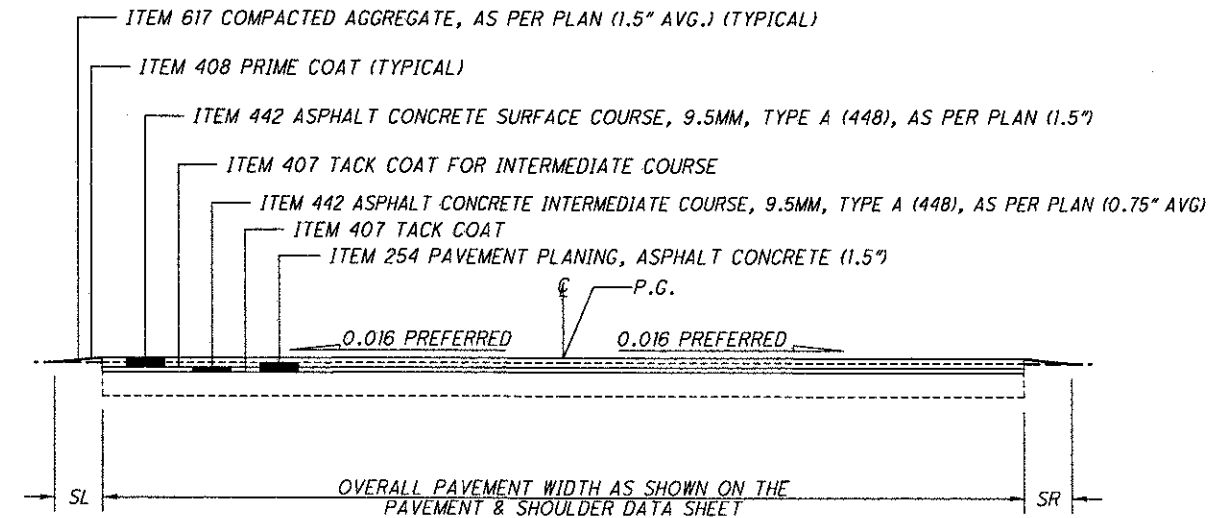 ITEM 617 COMPACTED AGGREGATE, AS PER PLAN (1.5" AVG.) (TYPICAL)
ITEM 408 PRIME COAT (TYPICAL)
ITEM 442 ASPHALT CONCRETE SURFACE COURSE, 9.5MM, TYPE A (448), AS PER PLAN (1.5")
ITEM 407 TACK COAT FOR INTERMEDIATE COURSE
ITEM 442 ASPHALT CONCRETE INTERMEDIATE COURSE, 9.5MM, TYPE A (448), AS PER PLAN (0.75" AVG)
ITEM 407 TACK COAT
ITEM 254 PAVEMENT PLANING, ASPHALT CONCRETE (1.5")
℄ P.G.
0.016 PREFERRED 0.016 PREFERRED
SL OVERALL PAVEMENT WIDTH AS SHOWN ON THE SR
PAVEMENT & SHOULDER DATA SHEET